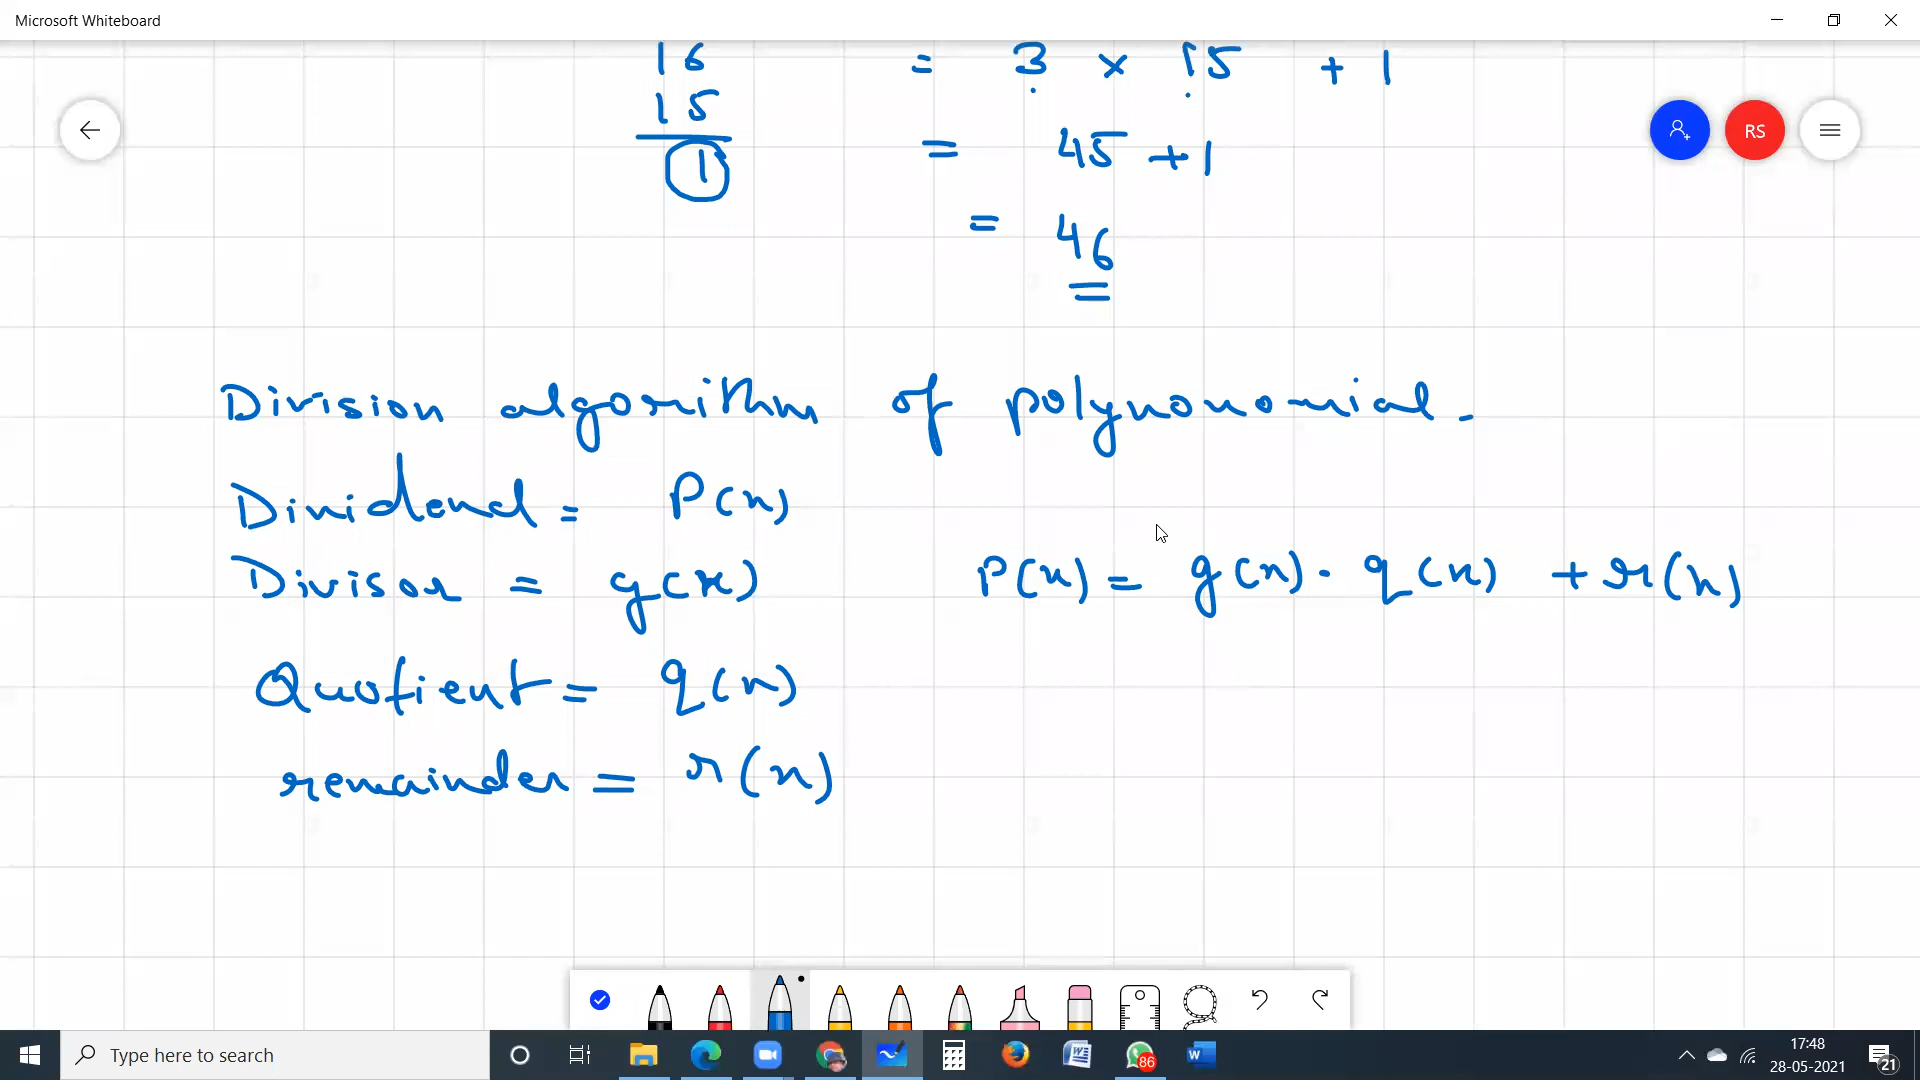 Microsoft Whiteboard
16 = 3 × 15 + 1
15
1 = 45 + 1
= 46
RS
Division algorithm of polynonomial.
Dividend = P(x)
Divisor = g(x)
P(x) = g(x) · q(x) + r(x)
Quotient = q(x)
remainder = r(x)
Type here to search
86
17:48
28-05-2021
21